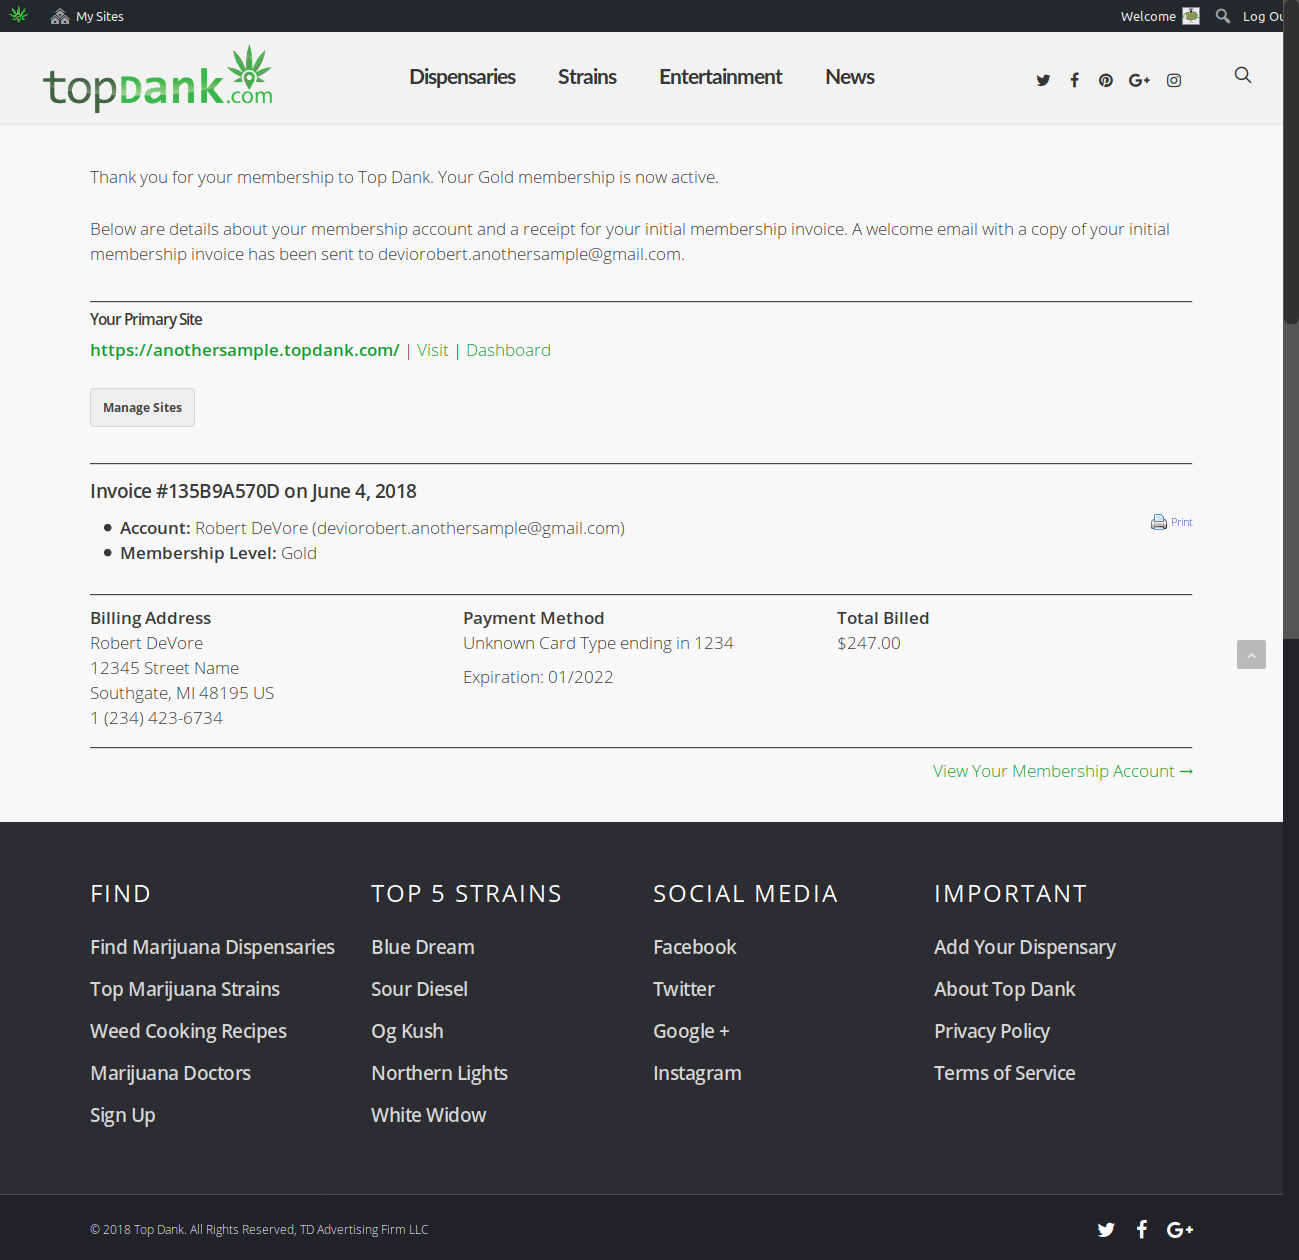 My Sites
Welcome
Log Ou
topDank.com
Dispensaries
Strains
Entertainment
News
Thank you for your membership to Top Dank. Your Gold membership is now active.
Below are details about your membership account and a receipt for your initial membership invoice. A welcome email with a copy of your initial
membership invoice has been sent to deviorobert.anothersample@gmail.com.
Your Primary Site
https://anothersample.topdank.com/ | Visit | Dashboard
Manage Sites
Invoice #135B9A570D on June 4, 2018
Print
• Account: Robert DeVore (deviorobert.anothersample@gmail.com)
• Membership Level: Gold
Billing Address
Robert DeVore
12345 Street Name
Southgate, MI 48195 US
1 (234) 423-6734
Payment Method
Unknown Card Type ending in 1234
Expiration: 01/2022
Total Billed
$247.00
View Your Membership Account →
FIND
Find Marijuana Dispensaries
Top Marijuana Strains
Weed Cooking Recipes
Marijuana Doctors
Sign Up
TOP 5 STRAINS
Blue Dream
Sour Diesel
Og Kush
Northern Lights
White Widow
SOCIAL MEDIA
Facebook
Twitter
Google +
Instagram
IMPORTANT
Add Your Dispensary
About Top Dank
Privacy Policy
Terms of Service
© 2018 Top Dank. All Rights Reserved, TD Advertising Firm LLC